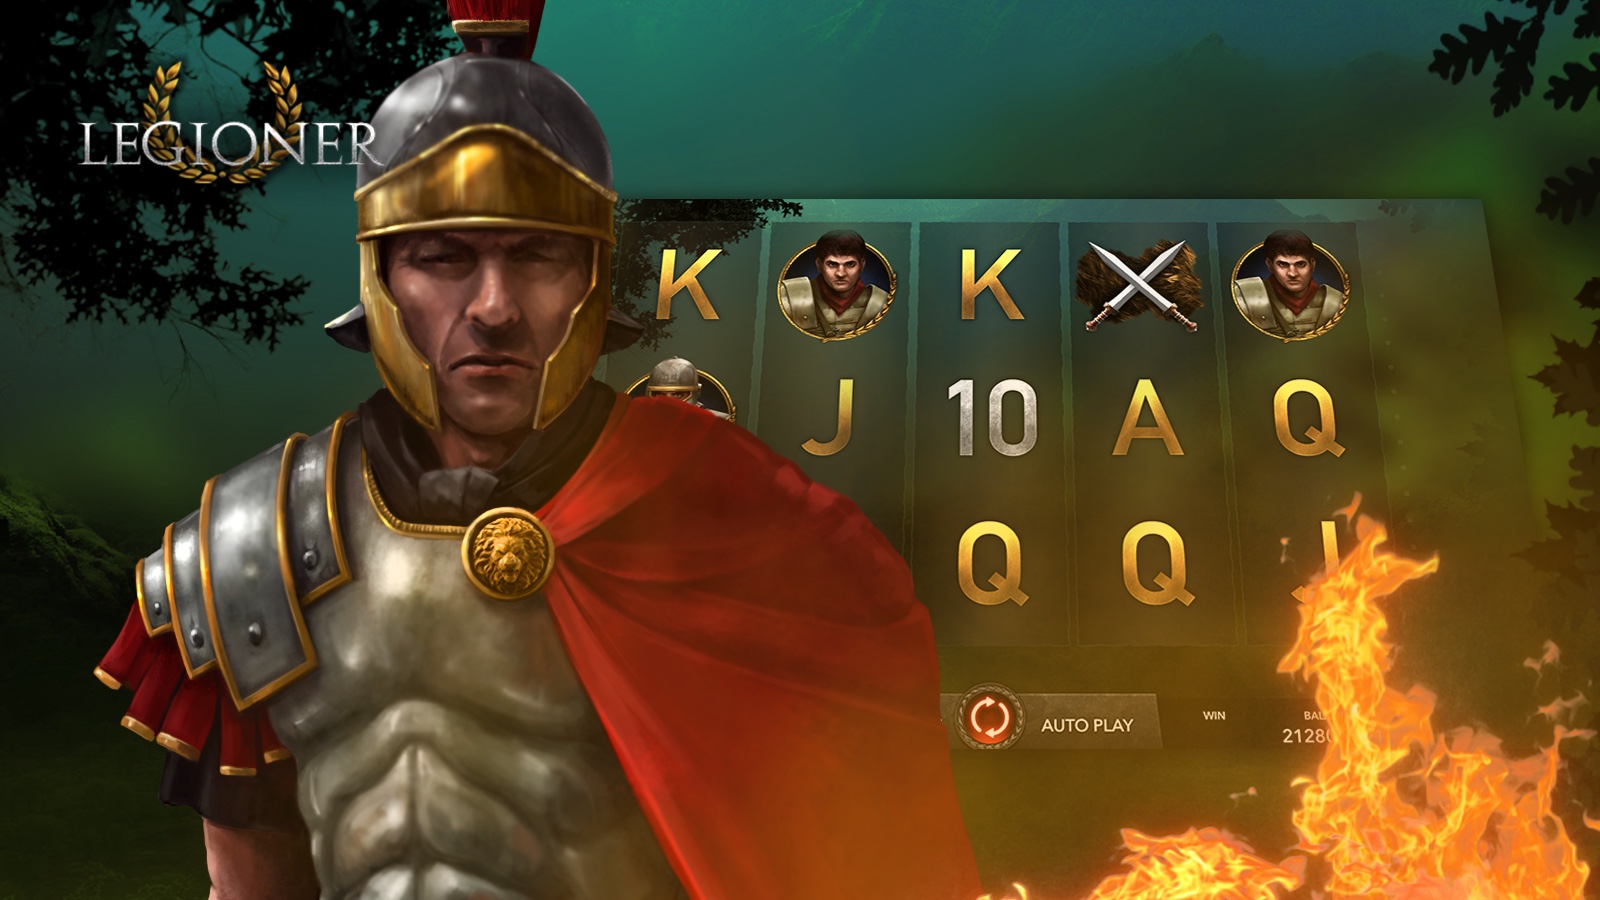 LEGIONER
K K
J 10 A Q
Q Q J
AUTO PLAY
WIN